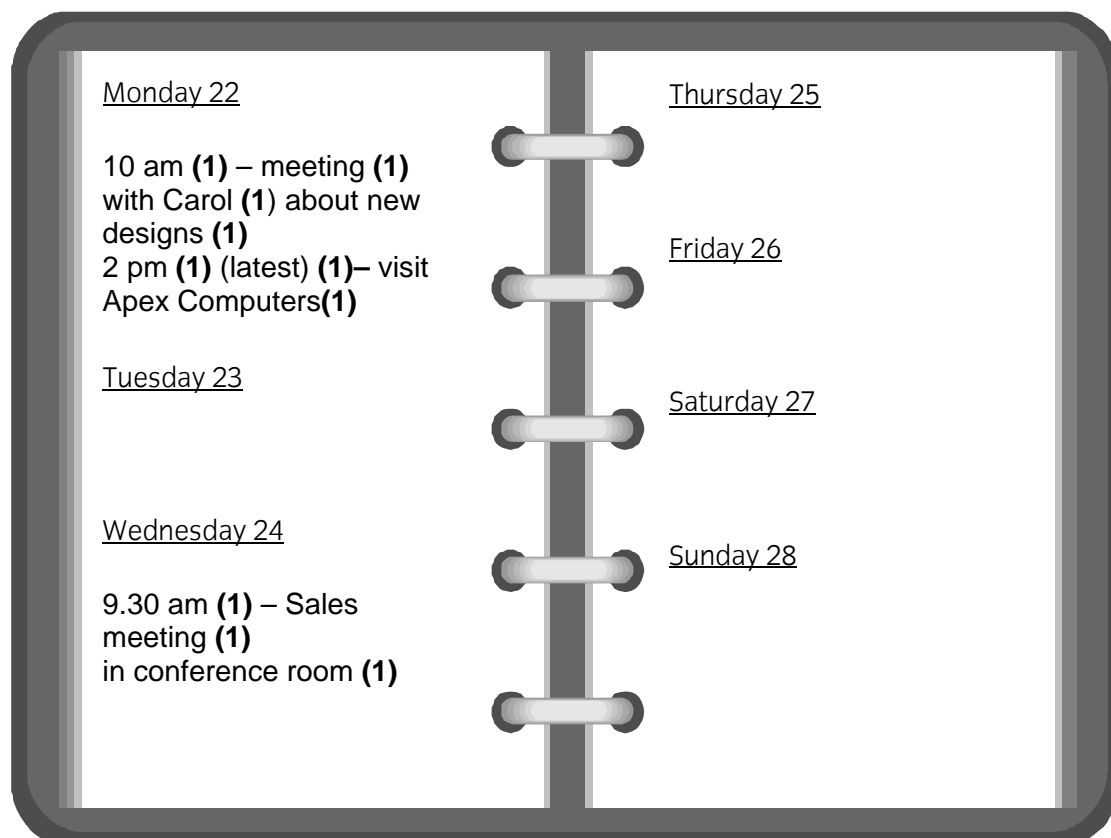 Monday 22
10 am (1) – meeting (1)
with Carol (1) about new
designs (1)
2 pm (1) (latest) (1)– visit
Apex Computers(1)
Tuesday 23
Wednesday 24
9.30 am (1) – Sales
meeting (1)
in conference room (1)
Thursday 25
Friday 26
Saturday 27
Sunday 28